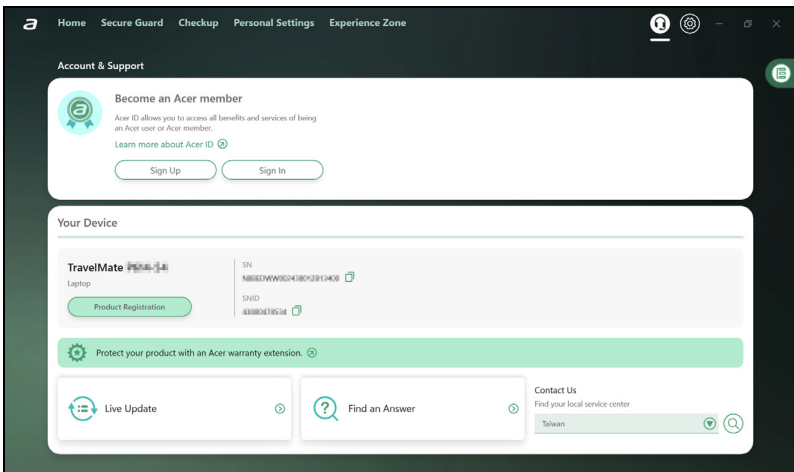 a Home Secure Guard Checkup Personal Settings Experience Zone
Account & Support
Become an Acer member
Acer ID allows you to access all benefits and services of being
an Acer user or Acer member.
Learn more about Acer ID
Sign Up Sign In
Your Device
TravelMate
Laptop
Product Registration
SN
SNID
Protect your product with an Acer warranty extension.
Live Update
Find an Answer
Contact Us
Find your local service center
Taiwan